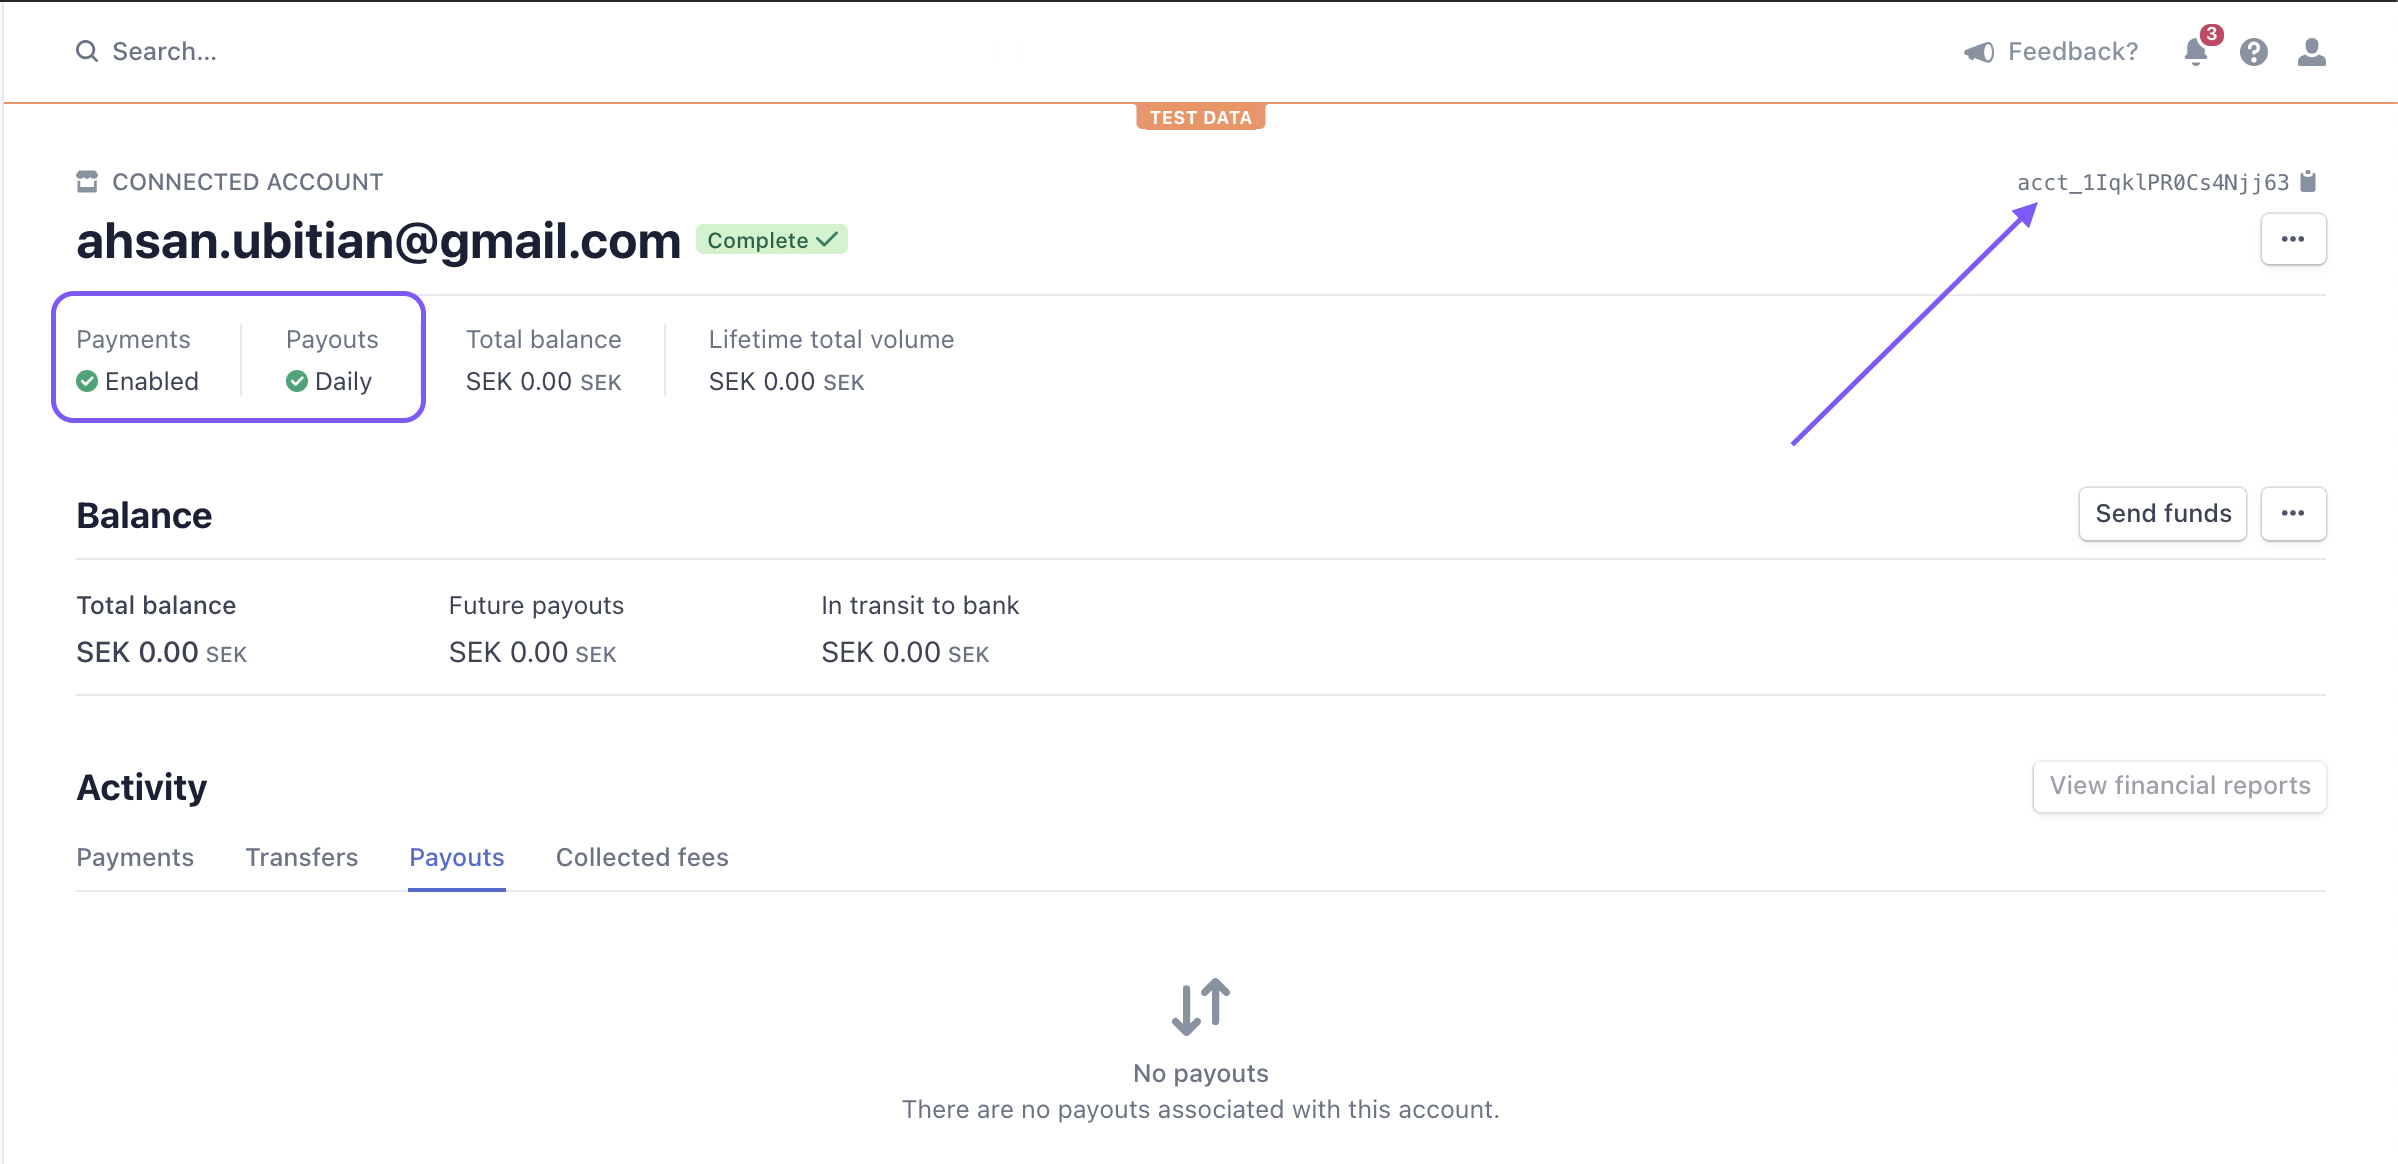 Search...
Feedback?
3
TEST DATA
CONNECTED ACCOUNT
acct_1IqklPR0Cs4Njj63
ahsan.ubitian@gmail.com Complete
Payments Payouts Total balance Lifetime total volume
Enabled Daily SEK 0.00 SEK SEK 0.00 SEK
Balance
Send funds
Total balance Future payouts In transit to bank
SEK 0.00 SEK SEK 0.00 SEK SEK 0.00 SEK
Activity
View financial reports
Payments Transfers Payouts Collected fees
No payouts
There are no payouts associated with this account.